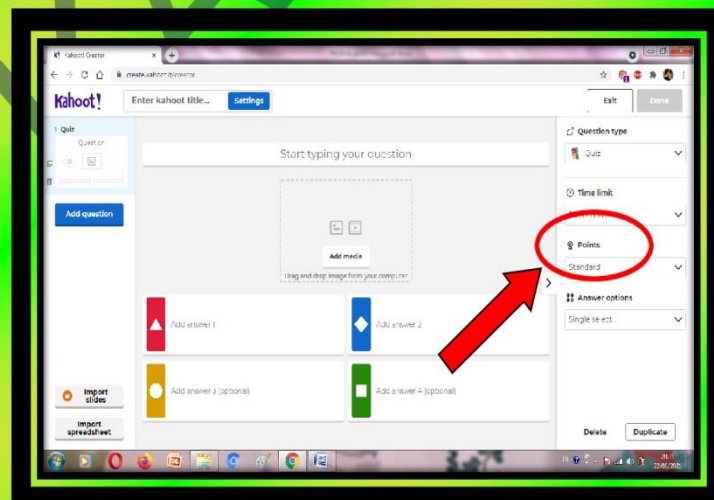 Kahoot! Creator
create.kahoot.it/creator
Kahoot!
Enter kahoot title...
Settings
Exit
Done
1 Quiz
Question
Add question
Import slides
Import spreadsheet
Start typing your question
Add media
Drag and drop image from your computer
Add answer 1
Add answer 2
Add answer 3 (optional)
Add answer 4 (optional)
Question type
Quiz
Time limit
Points
Standard
Answer options
Single select
Delete
Duplicate